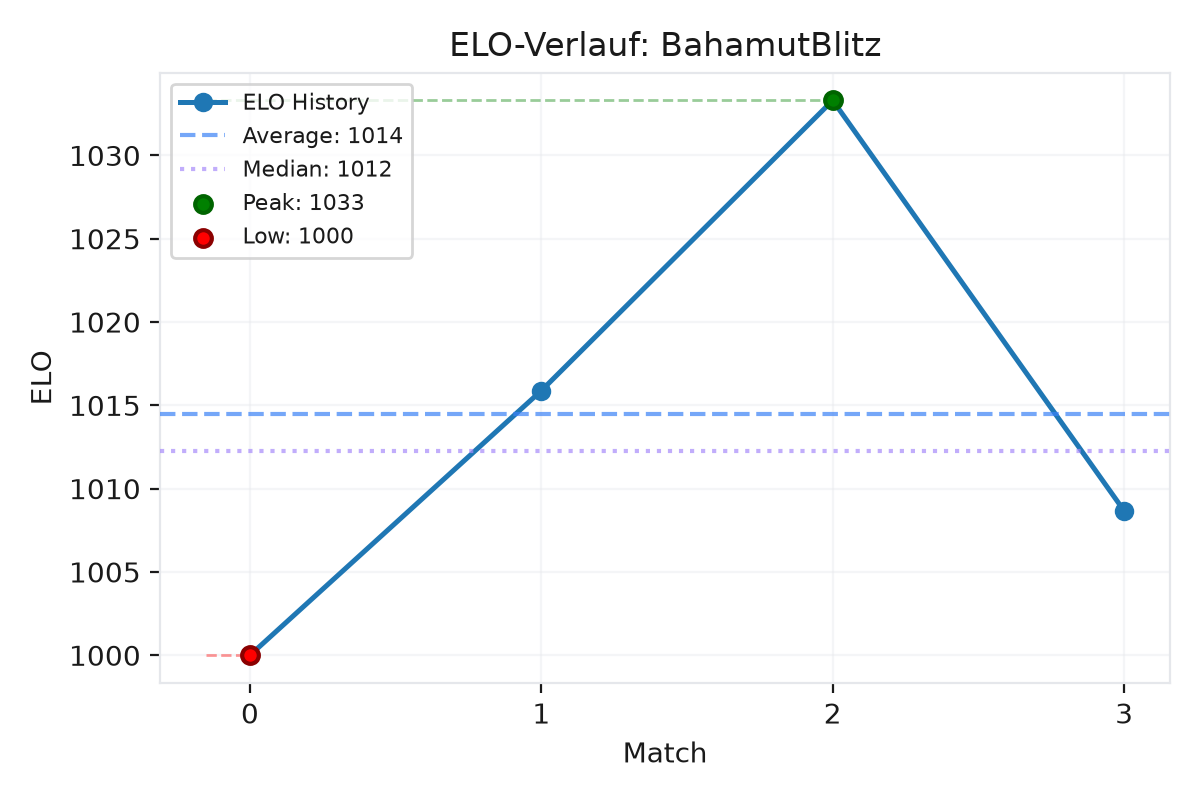 ELO-Verlauf: BahamutBlitz
ELO History
Average: 1014
Median: 1012
Peak: 1033
Low: 1000
ELO
1030
1025
1020
1015
1010
1005
1000
0 1 2 3
Match